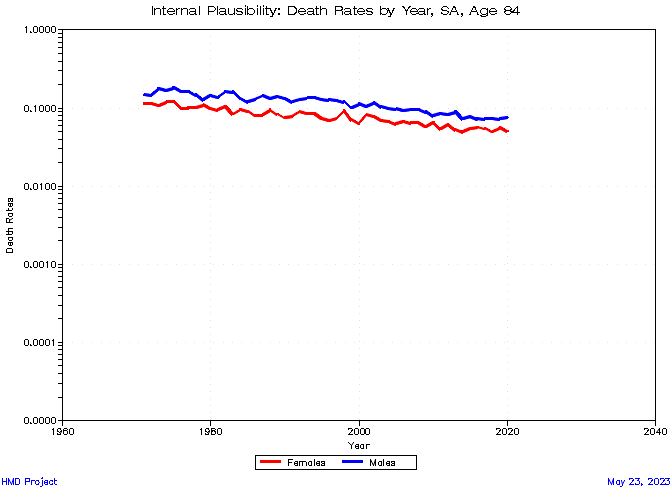 Internal Plausibility: Death Rates by Year, SA, Age 84
1.0000
0.1000
0.0100
0.0010
0.0001
0.0000
Death Rates
1960
1980
2000
2020
2040
Year
Females
Males
HMD Project
May 23, 2023